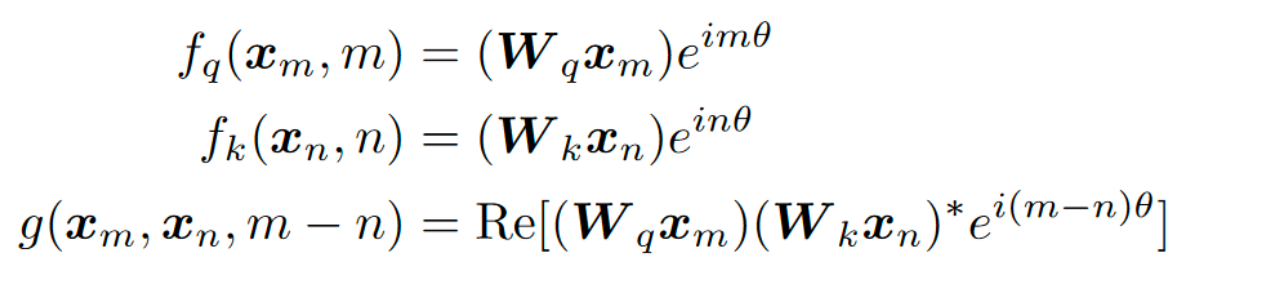 f_q(x_m, m) = (W_q x_m)e^{imθ}
f_k(x_n, n) = (W_k x_n)e^{inθ}
g(x_m, x_n, m − n) = Re[(W_q x_m)(W_k x_n)^* e^{i(m−n)θ}]